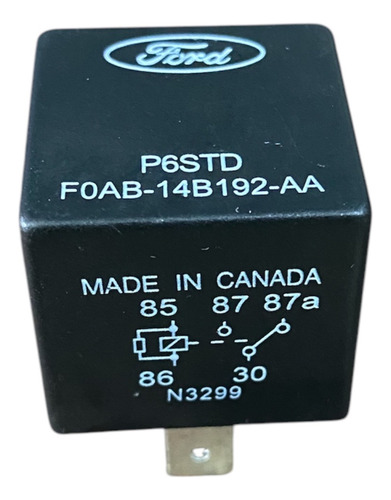 Ford
P6STD
F0AB-14B192-AA
MADE IN CANADA
85 87 87a
86 30
N3299